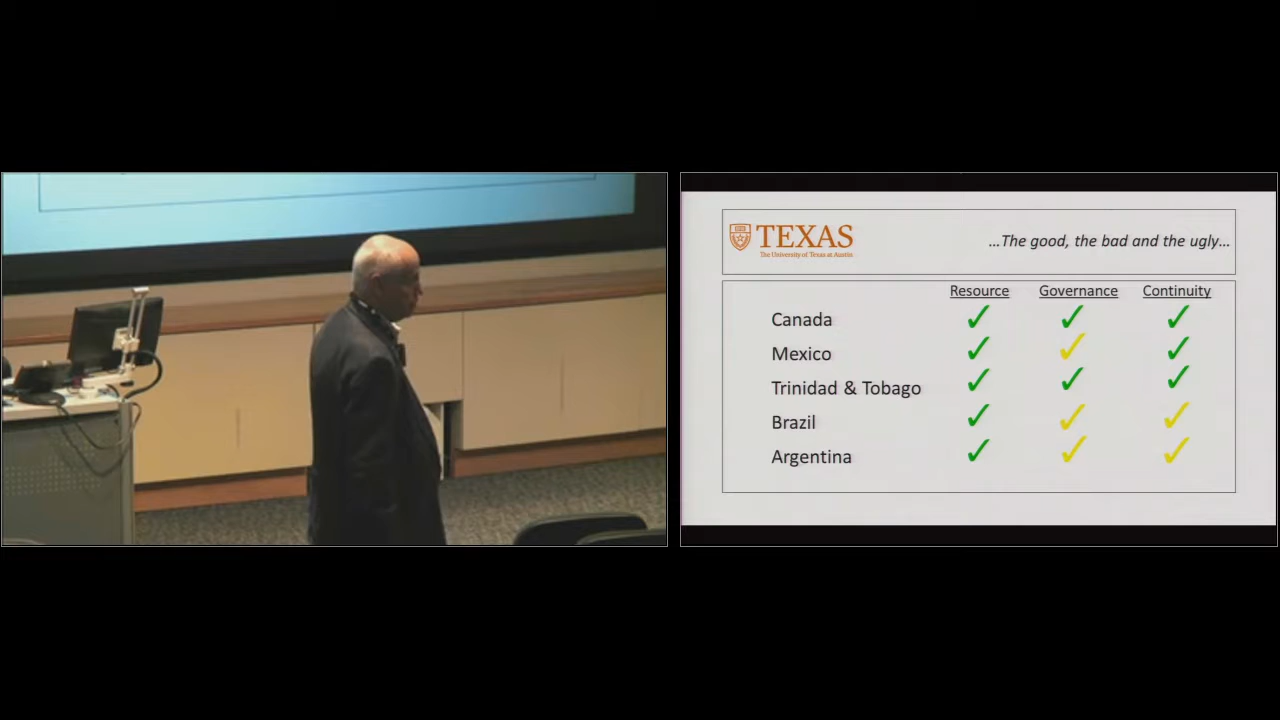 TEXAS
The University of Texas at Austin
...The good, the bad and the ugly...
Resource Governance Continuity
Canada ✓ ✓ ✓
Mexico ✓ ✓ ✓
Trinidad & Tobago ✓ ✓ ✓
Brazil ✓ ✓ ✓
Argentina ✓ ✓ ✓